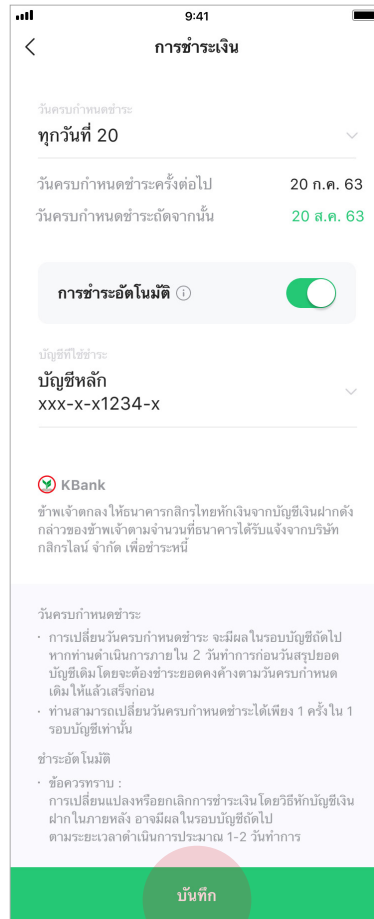 9:41
การชำระเงิน
วันครบกำหนดชำระ
ทุกวันที่ 20
วันครบกำหนดชำระครั้งต่อไป 20 ก.ค. 63
วันครบกำหนดชำระถัดจากนั้น 20 ส.ค. 63
การชำระอัตโนมัติ
บัญชีที่ใช้ชำระ
บัญชีหลัก
xxx-x-x1234-x
KBank
ข้าพเจ้าตกลงให้ธนาคารกสิกรไทยหักเงินจากบัญชีเงินฝากดัง
กล่าวของข้าพเจ้าตามจำนวนที่ธนาคารได้รับแจ้งจากบริษัท
กสิกรไลน์ จำกัด เพื่อชำระหนี้
วันครบกำหนดชำระ
· การเปลี่ยนวันครบกำหนดชำระ จะมีผลในรอบบัญชีถัดไป
หากท่านดำเนินการภายใน 2 วันทำการก่อนวันสรุปยอด
บัญชีเดิม โดยจะต้องชำระยอดคงค้างตามวันครบกำหนด
เดิม ให้แล้วเสร็จก่อน
· ท่านสามารถเปลี่ยนวันครบกำหนดชำระได้เพียง 1 ครั้ง ใน 1
รอบบัญชีเท่านั้น
ชำระอัตโนมัติ
· ข้อควรทราบ :
การเปลี่ยนแปลงหรือยกเลิกการชำระเงิน โดยวิธีหักบัญชีเงิน
ฝากในภายหลัง อาจมีผลในรอบบัญชีถัดไป
ตามระยะเวลาดำเนินการประมาณ 1-2 วันทำการ
บันทึก